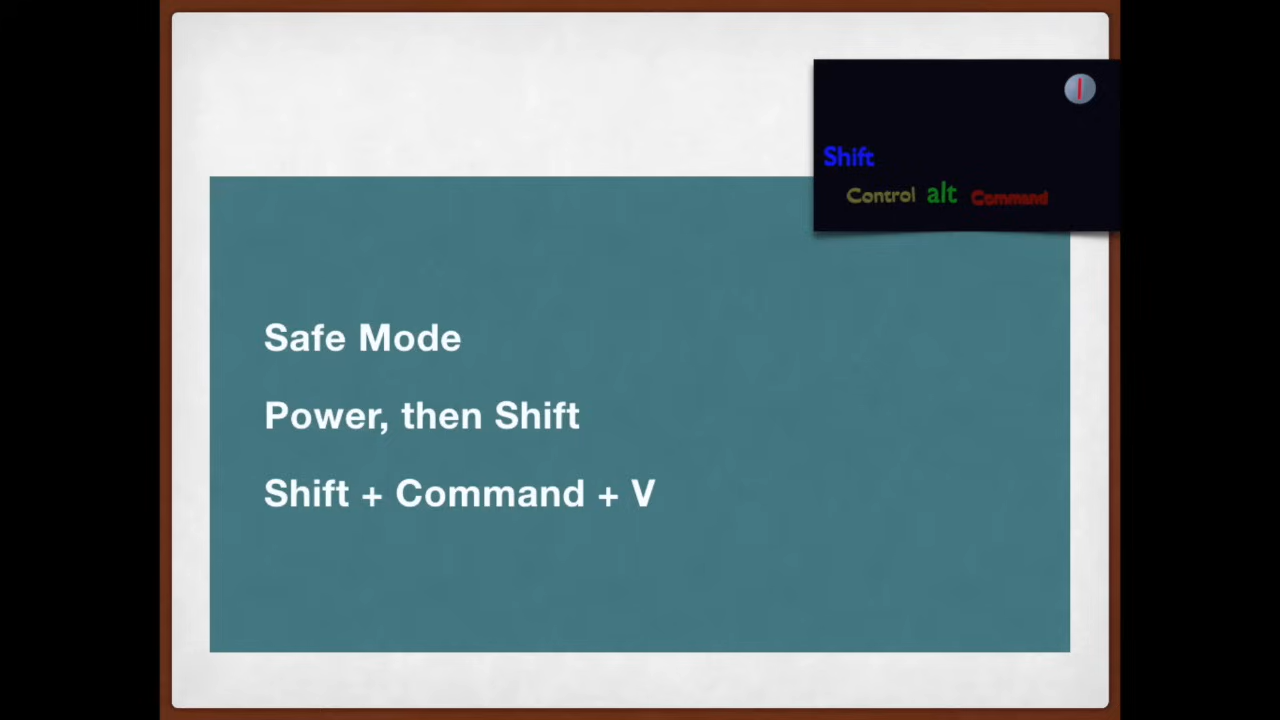 Shift
Control alt Command
Safe Mode
Power, then Shift
Shift + Command + V